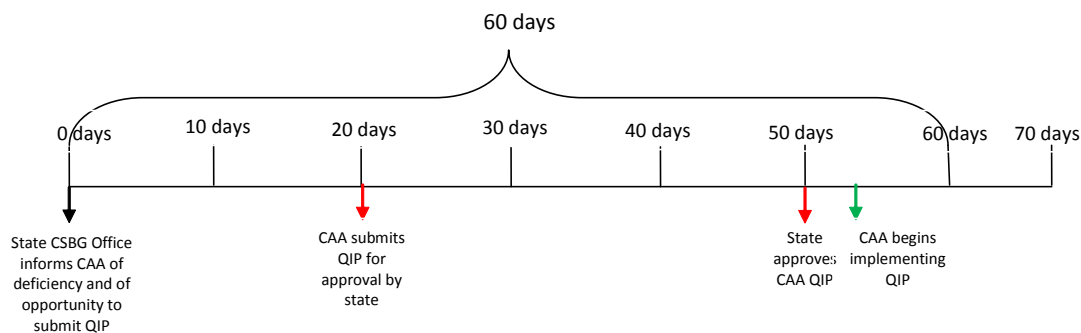 60 days
0 days
10 days
20 days
30 days
40 days
50 days
60 days
70 days
State CSBG Office
informs CAA of
deficiency and of
opportunity to
submit QIP
CAA submits
QIP for
approval by
state
State
approves
CAA QIP
CAA begins
implementing
QIP